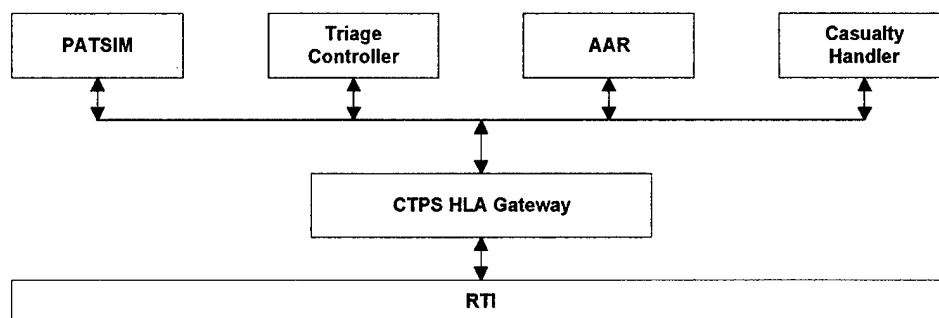 PATSIM
Triage
Controller
AAR
Casualty
Handler
CTPS HLA Gateway
RTI